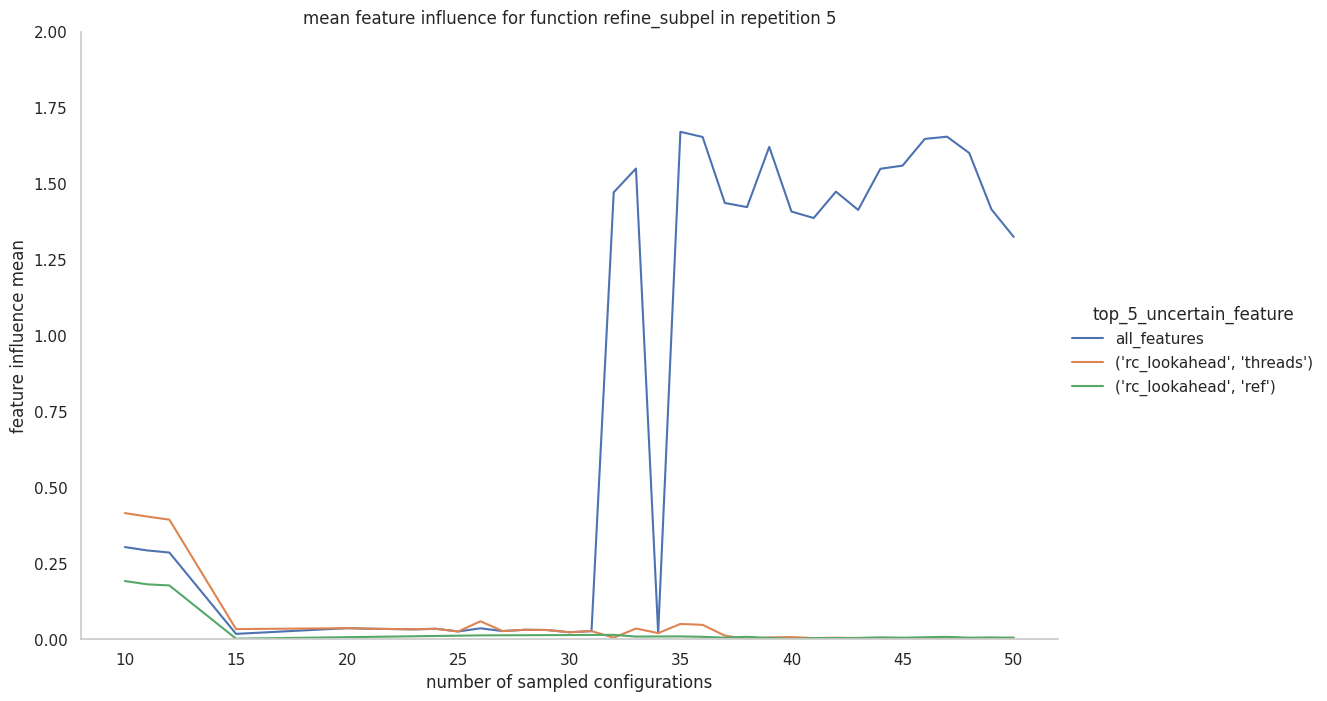 mean feature influence for function refine_subpel in repetition 5
2.00
1.75
1.50
1.25
1.00
0.75
0.50
0.25
0.00
feature influence mean
10 15 20 25 30 35 40 45 50
number of sampled configurations
top_5_uncertain_feature
all_features
('rc_lookahead', 'threads')
('rc_lookahead', 'ref')